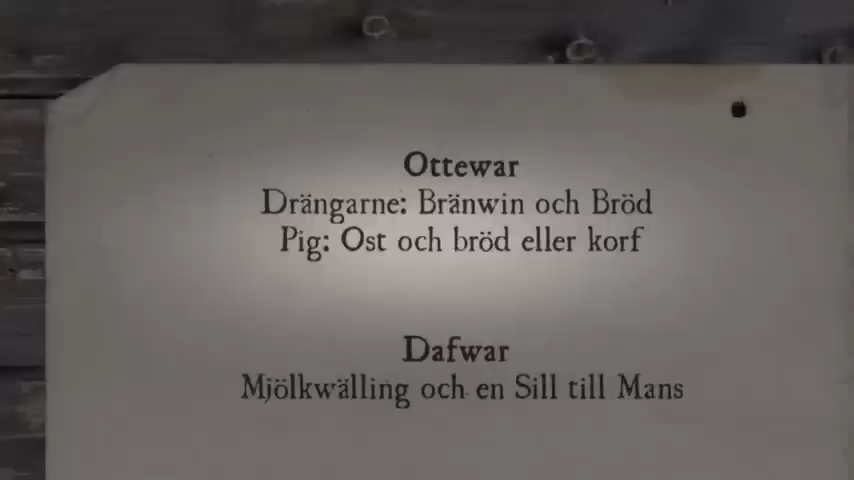 Ottewar
Drängarne: Bränwin och Bröd
Pig: Ost och bröd eller korf
Dafwar
Mjölkwälling och en Sill till Mans